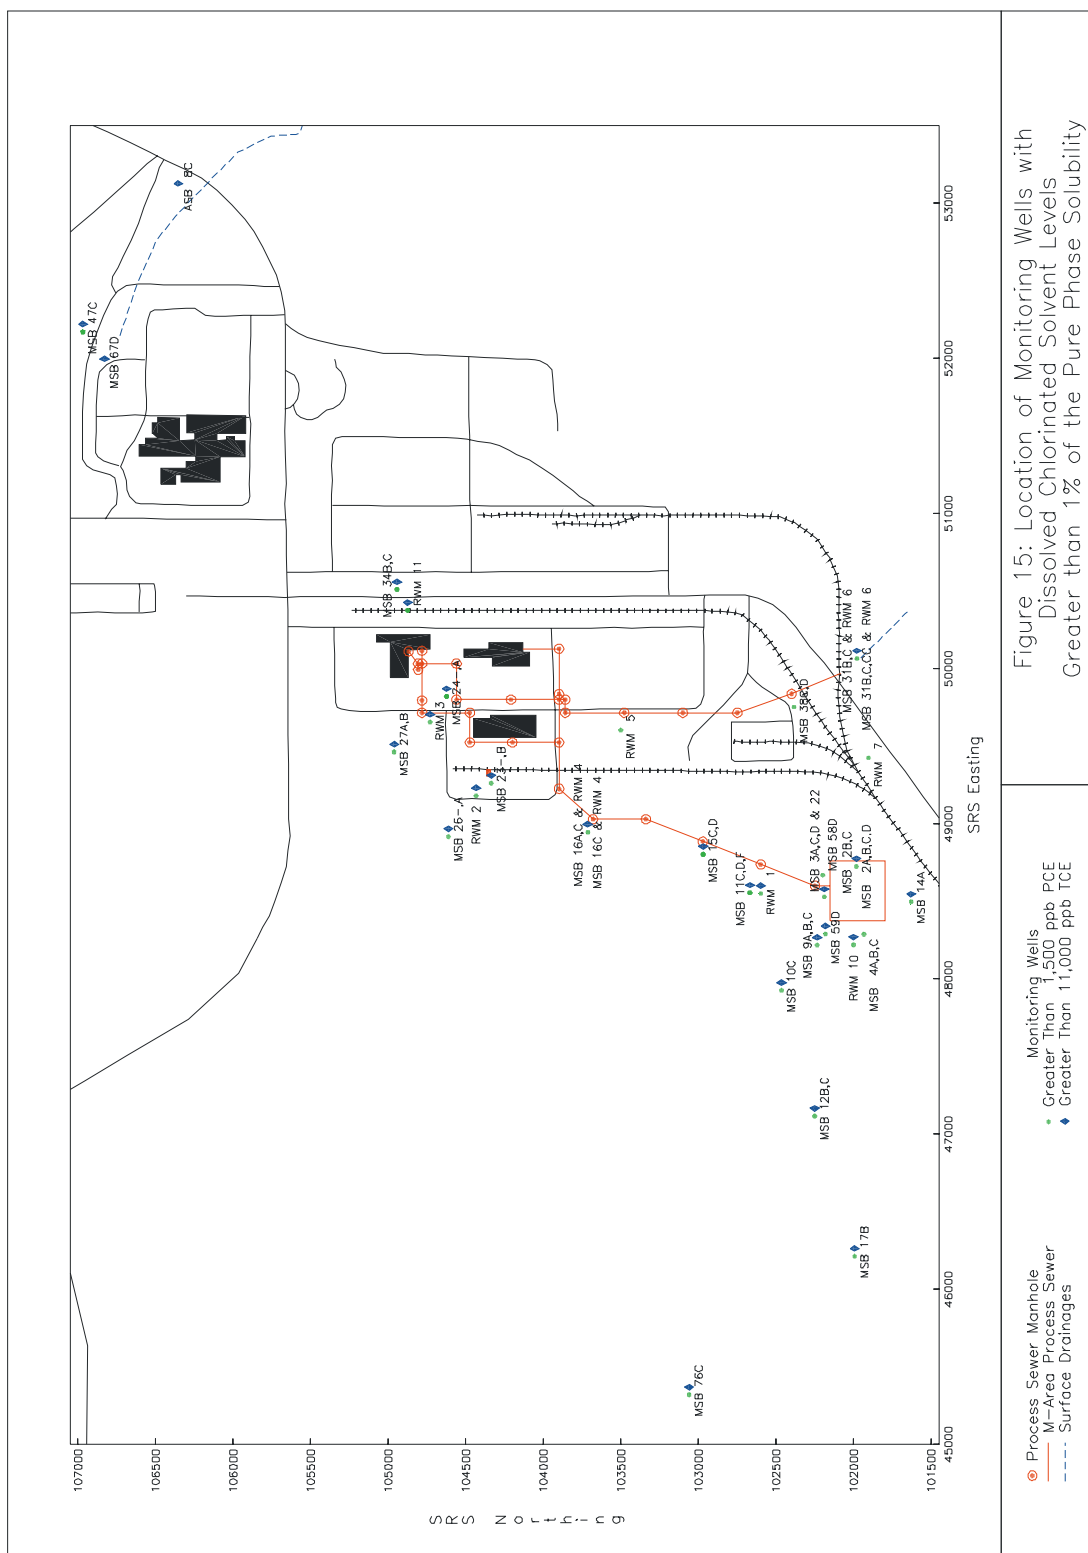 Figure 15: Location of Monitoring Wells with
Dissolved Chlorinated Solvent Levels
Greater than 1% of the Pure Phase Solubility
SRS Northing
107000
106500
106000
105500
105000
104500
104000
103500
103000
102500
102000
101500
SRS Easting
45000
46000
47000
48000
49000
50000
51000
52000
53000
MSB 47C
MSB 67D
ASB 8C
MSB 34B,C
RWM 11
MSB 27A,B
RWM 3
MSB 24-,A
MSB 26-,A
RWM 2
MSB 23-,B
MSB 16A,C & RWM 4
MSB 16C & RWM 4
RWM 5
MSB 15C,D
MSB 11C,D,F
RWM 1
MSB 3A,C,D & 22
MSB 58D
MSB 2B,C
MSB 2A,B,C,D
MSB 14A
MSB 9A,B,C
MSB 59D
RWM 10
MSB 4A,B,C
MSB 10C
MSB 12B,C
MSB 17B
MSB 76C
MSB 31B,C & RWM 6
MSB 31B,C,CC & RWM 6
RWM 7
Process Sewer Manhole
M-Area Process Sewer
Surface Drainages
Monitoring Wells
Greater Than 1,500 ppb PCE
Greater Than 11,000 ppb TCE